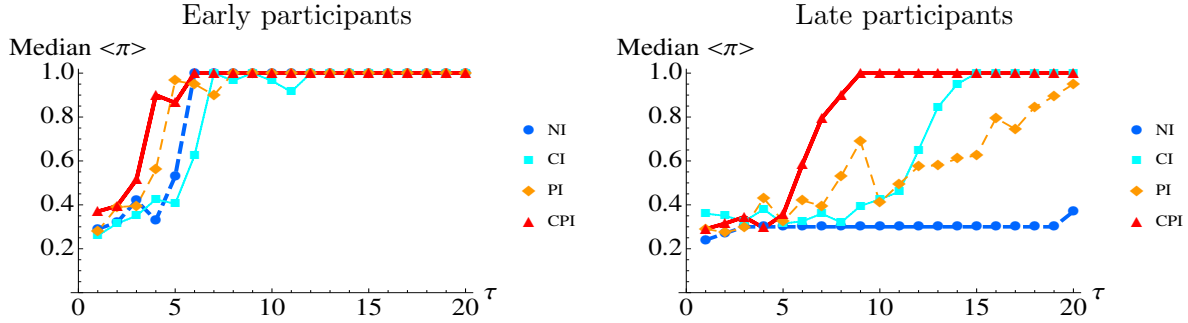 Early participants
Median <π>
1.0
0.8
0.6
0.4
0.2
0 5 10 15 20 τ
NI
CI
PI
CPI
Late participants
Median <π>
1.0
0.8
0.6
0.4
0.2
0 5 10 15 20 τ
NI
CI
PI
CPI